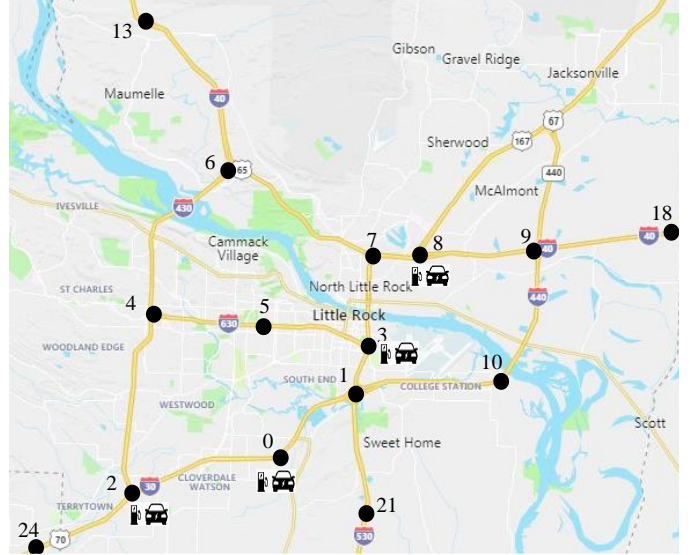 13
Gibson
Gravel Ridge
Jacksonville
Maumelle
40
67
Sherwood
167
6
65
440
McAlmont
IVESVILLE
430
18
Cammack
Village
7
8
9
40
40
ST CHARLES
North Little Rock
440
4
5
Little Rock
630
3
WOODLAND EDGE
SOUTH END
1
COLLEGE STATION
10
WESTWOOD
Scott
0
Sweet Home
2
30
CLOVERDALE
WATSON
TERRYTOWN
21
24
70
530